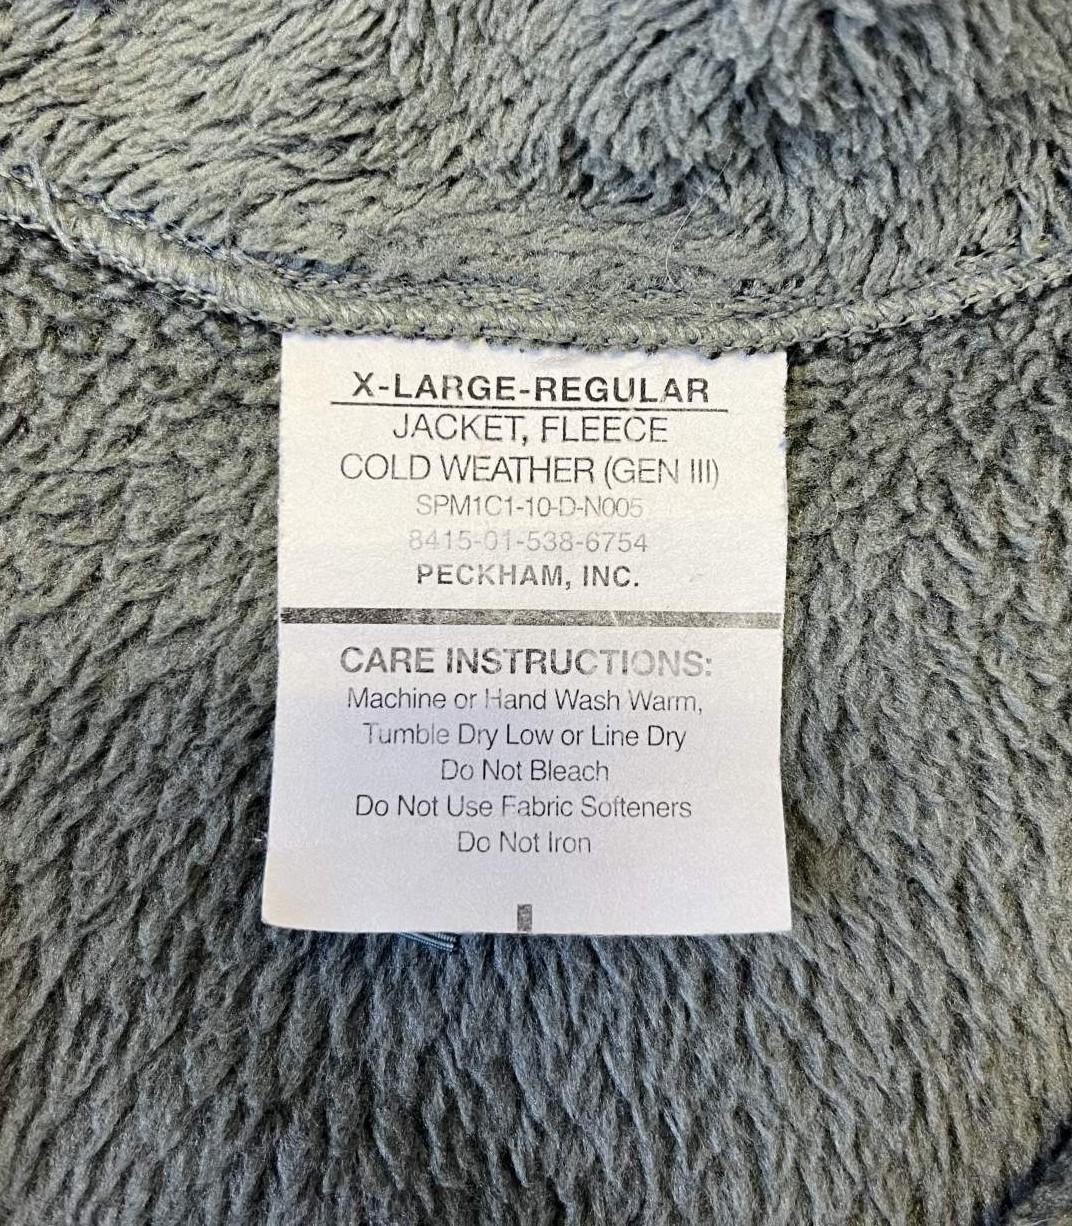 X-LARGE-REGULAR
JACKET, FLEECE
COLD WEATHER (GEN III)
SPM1C1-10-D-N005
8415-01-538-6754
PECKHAM, INC.
CARE INSTRUCTIONS:
Machine or Hand Wash Warm,
Tumble Dry Low or Line Dry
Do Not Bleach
Do Not Use Fabric Softeners
Do Not Iron